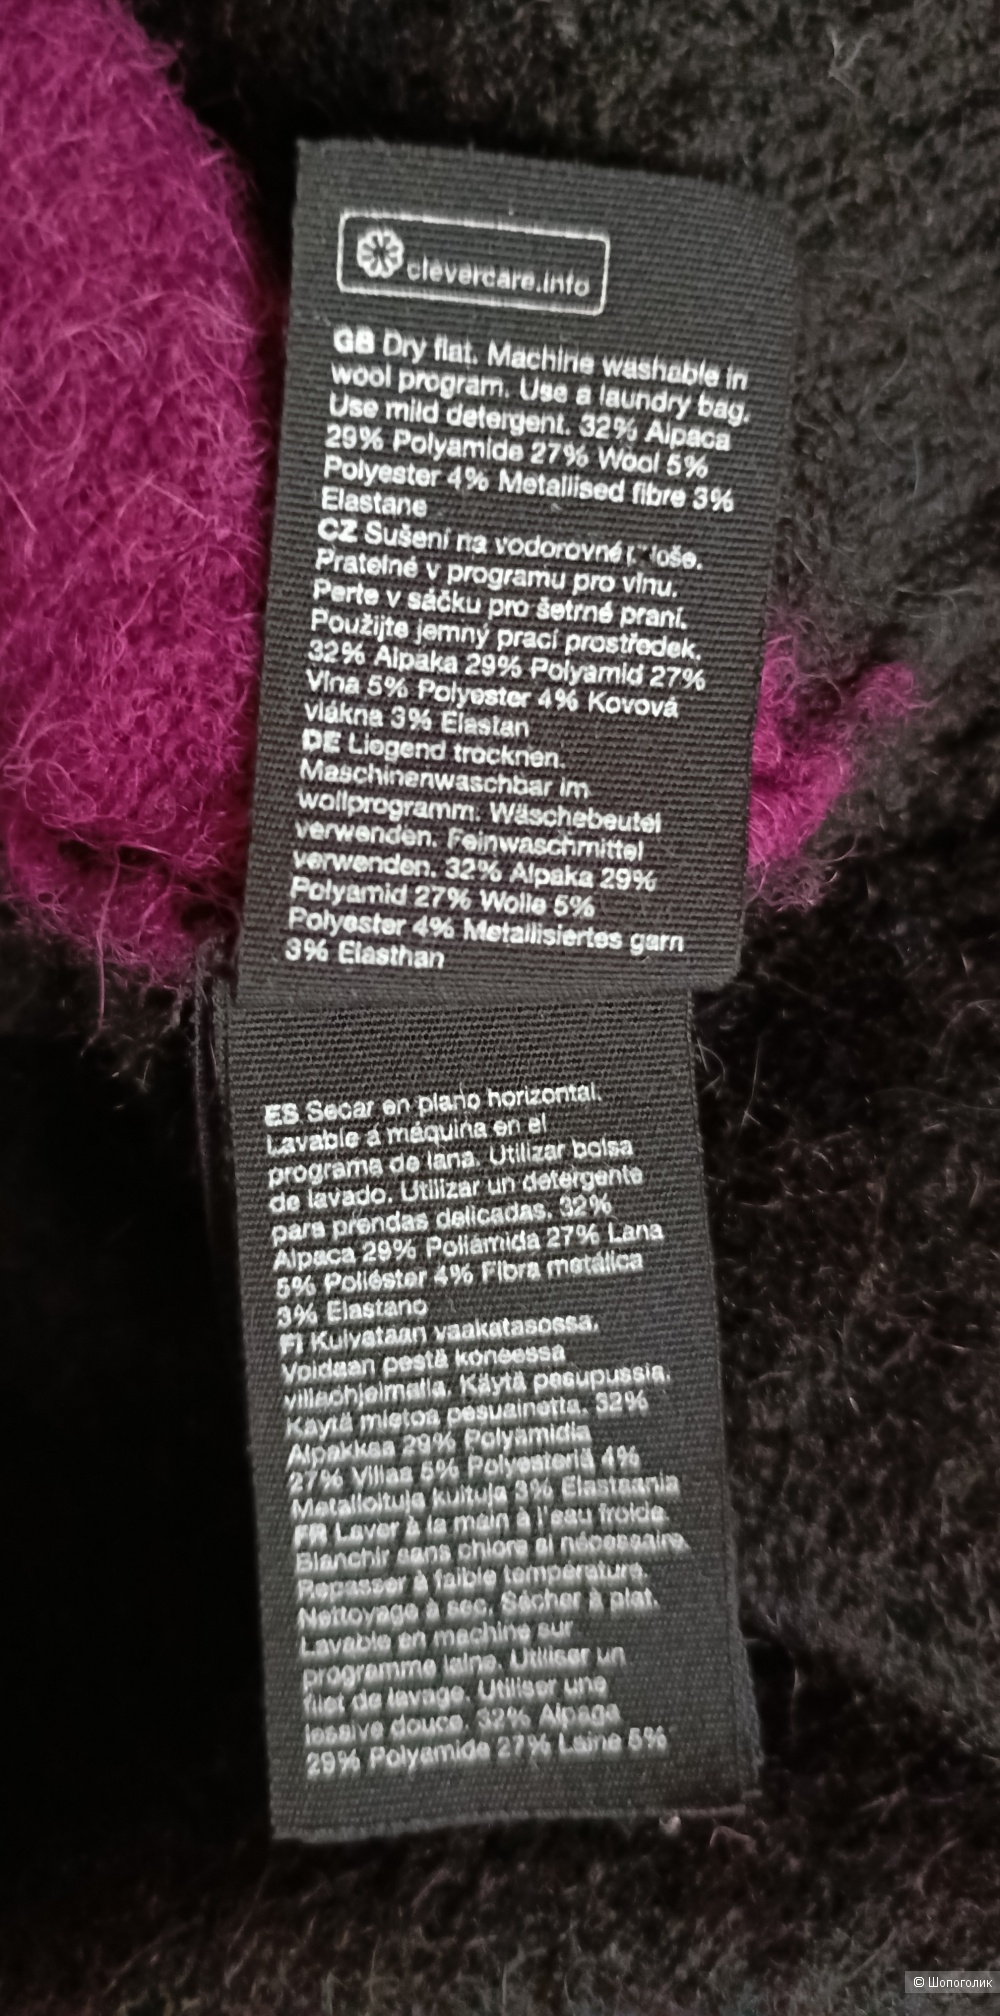 clevercare.info
GB Dry flat. Machine washable in
wool program. Use a laundry bag.
Use mild detergent. 32% Alpaca
29% Polyamide 27% Wool 5%
Polyester 4% Metallised fibre 3%
Elastane
CZ Sušení na vodorovné
Pratelné v programu pro vlnu.
Perte v sáčku pro šetrné praní.
Použijte jemný prací prostředek.
32% Alpaka 29% Polyamid 27%
Vlna 5% Polyester 4% Kovová
vlákna 3% Elastan
DE Liegend trocknen.
Maschinenwaschbar im
wollprogramm. Wäschebeutel
verwenden. Feinwaschmittel
verwenden. 32% Alpaka 29%
Polyamid 27% Wolle 5%
Polyester 4% Metallisiertes garn
3% Elasthan
ES Secar en plano horizontal.
Lavable a máquina en el
programa de lana. Utilizar bolsa
de lavado. Utilizar un detergente
para prendas delicadas. 32%
Alpaca 29% Poliamida 27% Lana
5% Poliéster 4% Fibra metálica
3% Elastano
FI Kuivataan vaakatasossa.
Voidaan pestä koneessa
villaohjelmalla. Käytä pesupussia.
Käytä mietoa pesuainetta. 32%
Alpakkaa 29% Polyamidia
27% Villaa 5% Polyesteriä 4%
Metalloituja kuituja 3% Elastaania
FR Laver à la main à l'eau froide.
Blanchir sans chlore si nécessaire.
Repasser à faible température.
Nettoyage à sec. Sécher à plat.
Lavable en machine sur
programme laine. Utiliser un
filet de lavage. Utiliser une
lessive douce. 32% Alpaga
29% Polyamide 27% Laine 5%
© Шопоголик